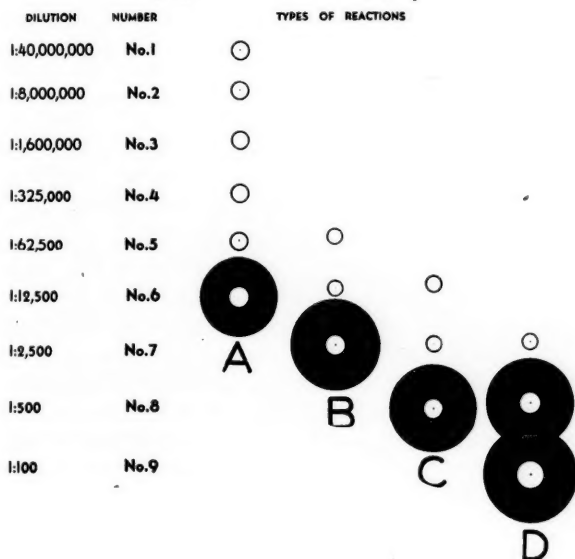 DILUTION NUMBER TYPES OF REACTIONS
1:40,000,000 No.1
1:8,000,000 No.2
1:1,600,000 No.3
1:325,000 No.4
1:62,500 No.5
1:12,500 No.6
1:2,500 No.7
A
1:500 No.8
B
1:100 No.9
C
D